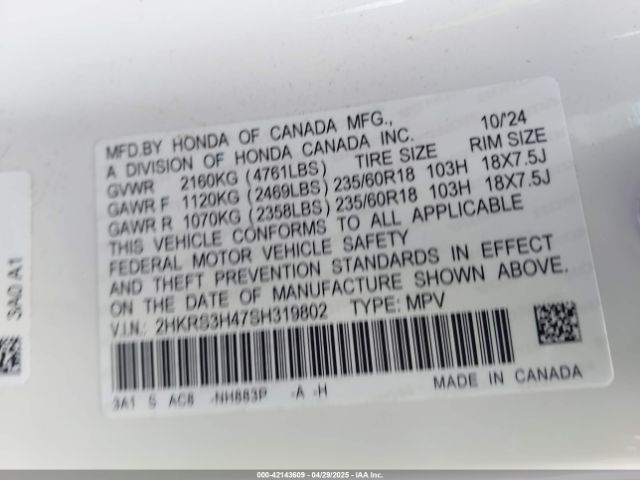 MFD.BY HONDA OF CANADA MFG., 10/'24
A DIVISION OF HONDA CANADA INC. TIRE SIZE RIM SIZE
GVWR 2160KG (4761LBS)
GAWR F 1120KG (2469LBS) 235/60R18 103H 18X7.5J
GAWR R 1070KG (2358LBS) 235/60R18 103H 18X7.5J
THIS VEHICLE CONFORMS TO ALL APPLICABLE
FEDERAL MOTOR VEHICLE SAFETY
AND THEFT PREVENTION STANDARDS IN EFFECT
ON THE DATE OF MANUFACTURE SHOWN ABOVE.
V.I.N.: 2HKRS3H47SH319802 TYPE: MPV
3A1 S AC8 -NH883P -A -H MADE IN CANADA
3A0 A1
000-42143609 04/29/2025 IAA Inc.